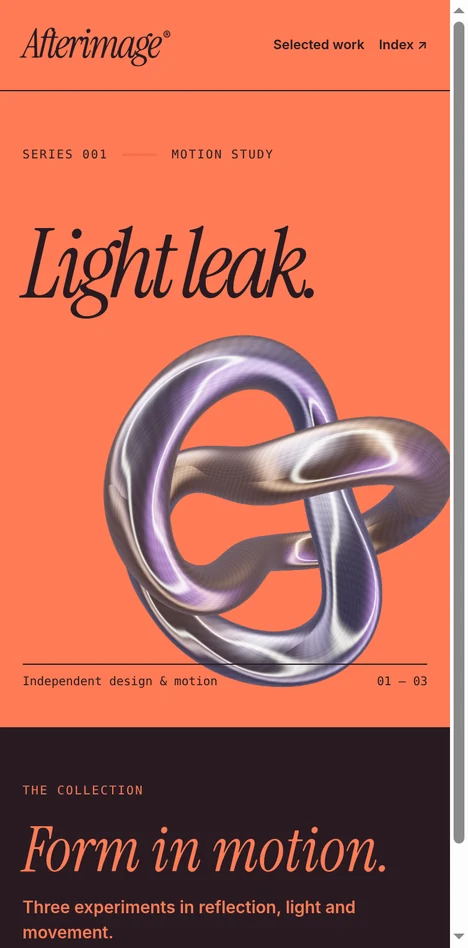 Afterimage®
Selected work Index ↗
SERIES 001 MOTION STUDY
Light leak.
Independent design & motion 01 — 03
THE COLLECTION
Form in motion.
Three experiments in reflection, light and
movement.